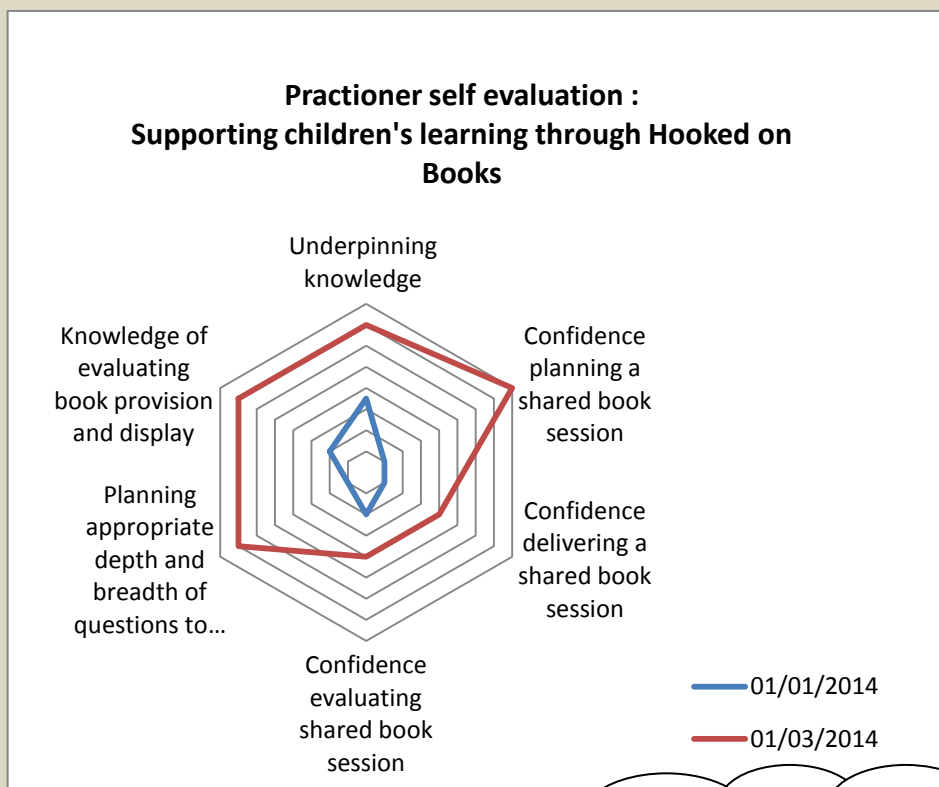 Practioner self evaluation :
Supporting children's learning through Hooked on
Books
Underpinning
knowledge
Confidence
planning a
shared book
session
Confidence
delivering a
shared book
session
Confidence
evaluating
shared book
session
Planning
appropriate
depth and
breadth of
questions to…
Knowledge of
evaluating
book provision
and display
01/01/2014
01/03/2014